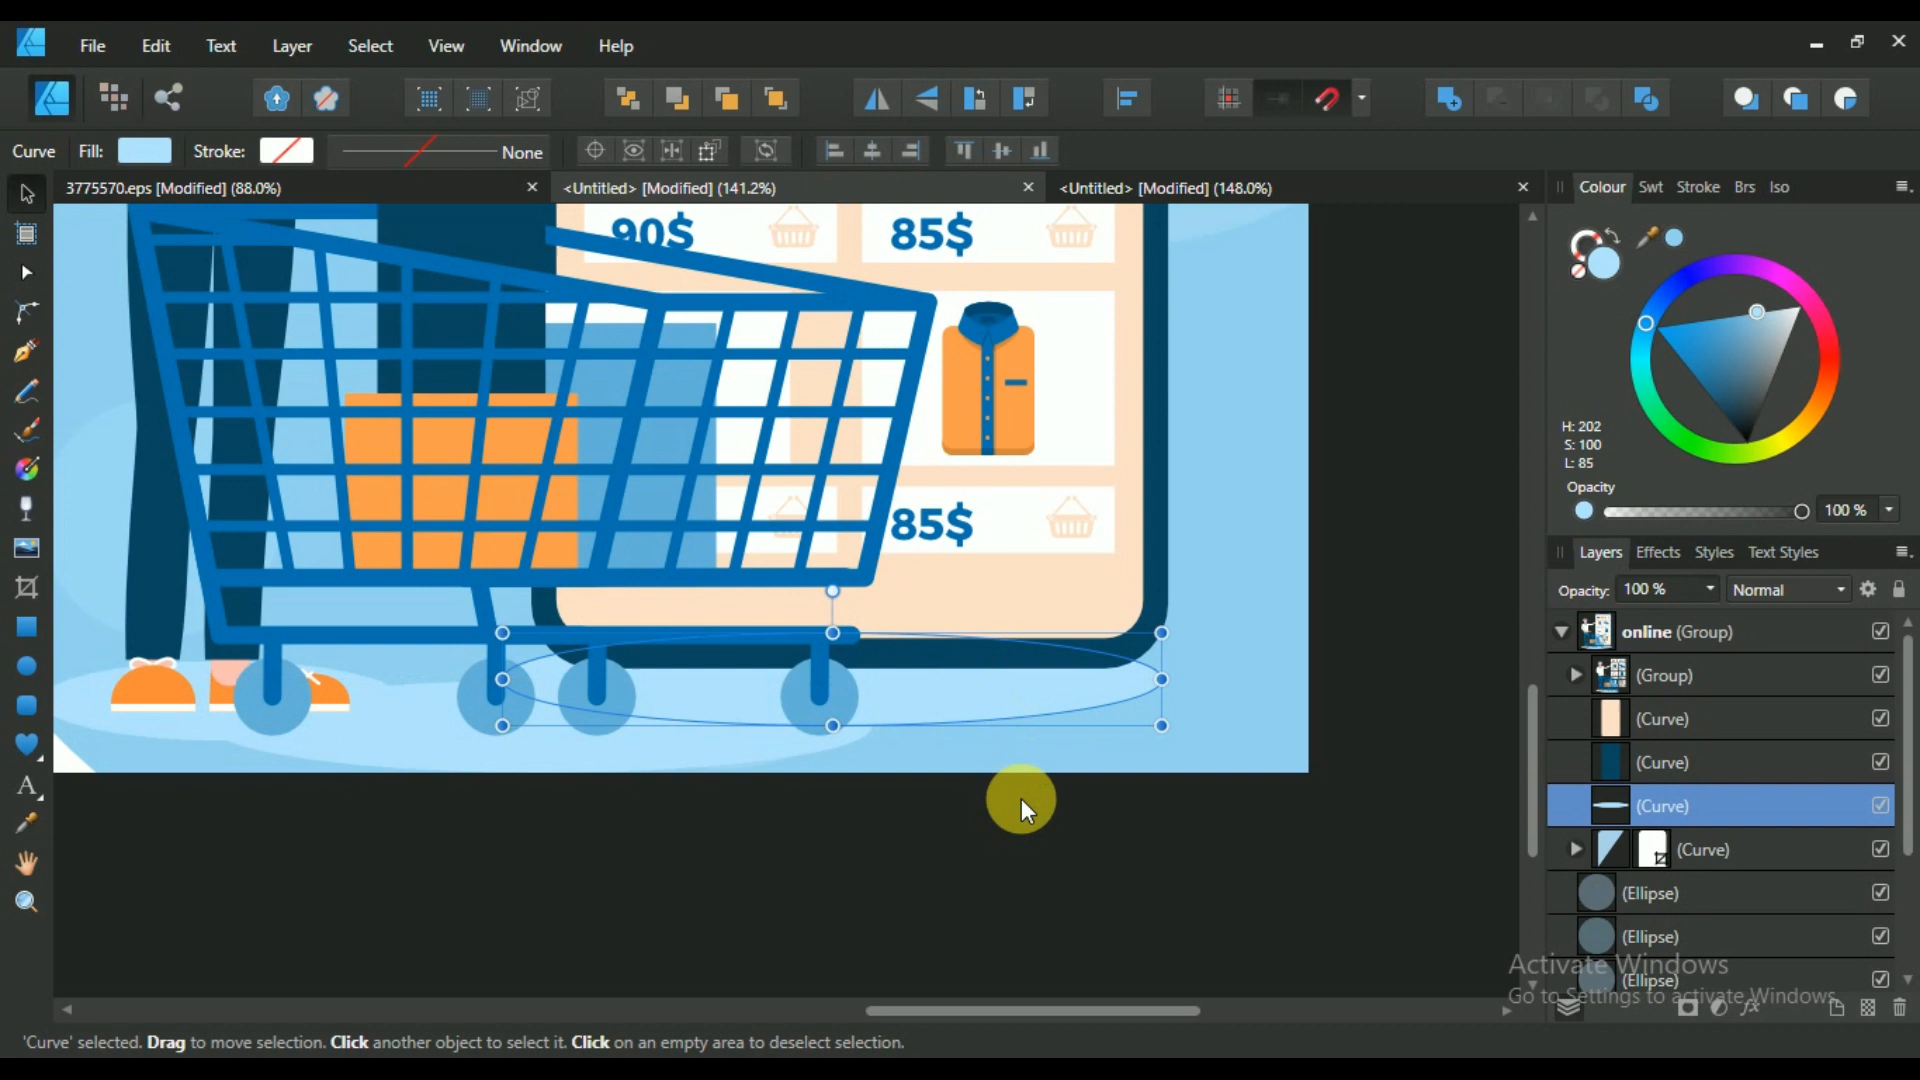 File Edit Text Layer Select View Window Help
Curve Fill: Stroke: None
3775570.eps [Modified] (88.0%)
<Untitled> [Modified] (141.2%)
<Untitled> [Modified] (148.0%)
Colour Swt Stroke Brs Iso
90$
85$
85$
H: 202
S: 100
L: 85
Opacity
100 %
Layers Effects Styles Text Styles
Opacity: 100 % Normal
online (Group)
(Group)
(Curve)
(Curve)
(Curve)
(Curve)
(Ellipse)
(Ellipse)
(Ellipse)
Activate Windows
Go to Settings to activate Windows.
'Curve' selected. Drag to move selection. Click another object to select it. Click on an empty area to deselect selection.